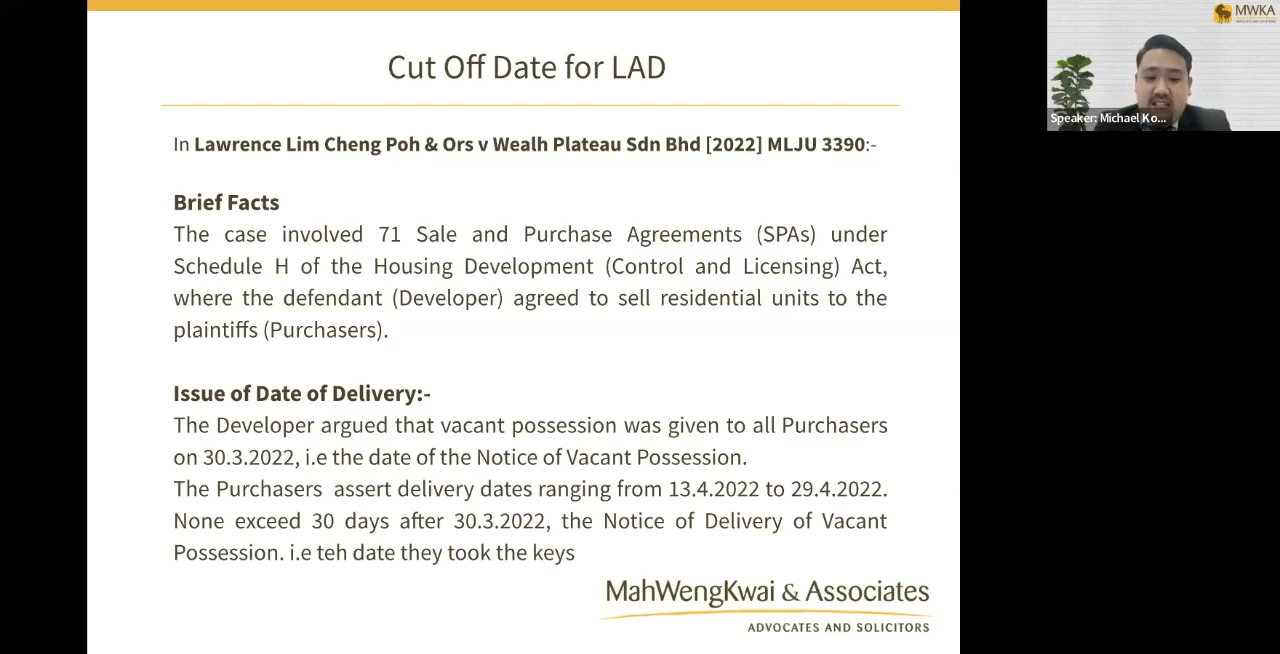 Cut Off Date for LAD
In Lawrence Lim Cheng Poh & Ors v Wealh Plateau Sdn Bhd [2022] MLJU 3390:-
Brief Facts
The case involved 71 Sale and Purchase Agreements (SPAs) under
Schedule H of the Housing Development (Control and Licensing) Act,
where the defendant (Developer) agreed to sell residential units to the
plaintiffs (Purchasers).
Issue of Date of Delivery:-
The Developer argued that vacant possession was given to all Purchasers
on 30.3.2022, i.e the date of the Notice of Vacant Possession.
The Purchasers assert delivery dates ranging from 13.4.2022 to 29.4.2022.
None exceed 30 days after 30.3.2022, the Notice of Delivery of Vacant
Possession. i.e teh date they took the keys
MahWengKwai & Associates
ADVOCATES AND SOLICITORS
MWKA
Speaker: Michael Ko...